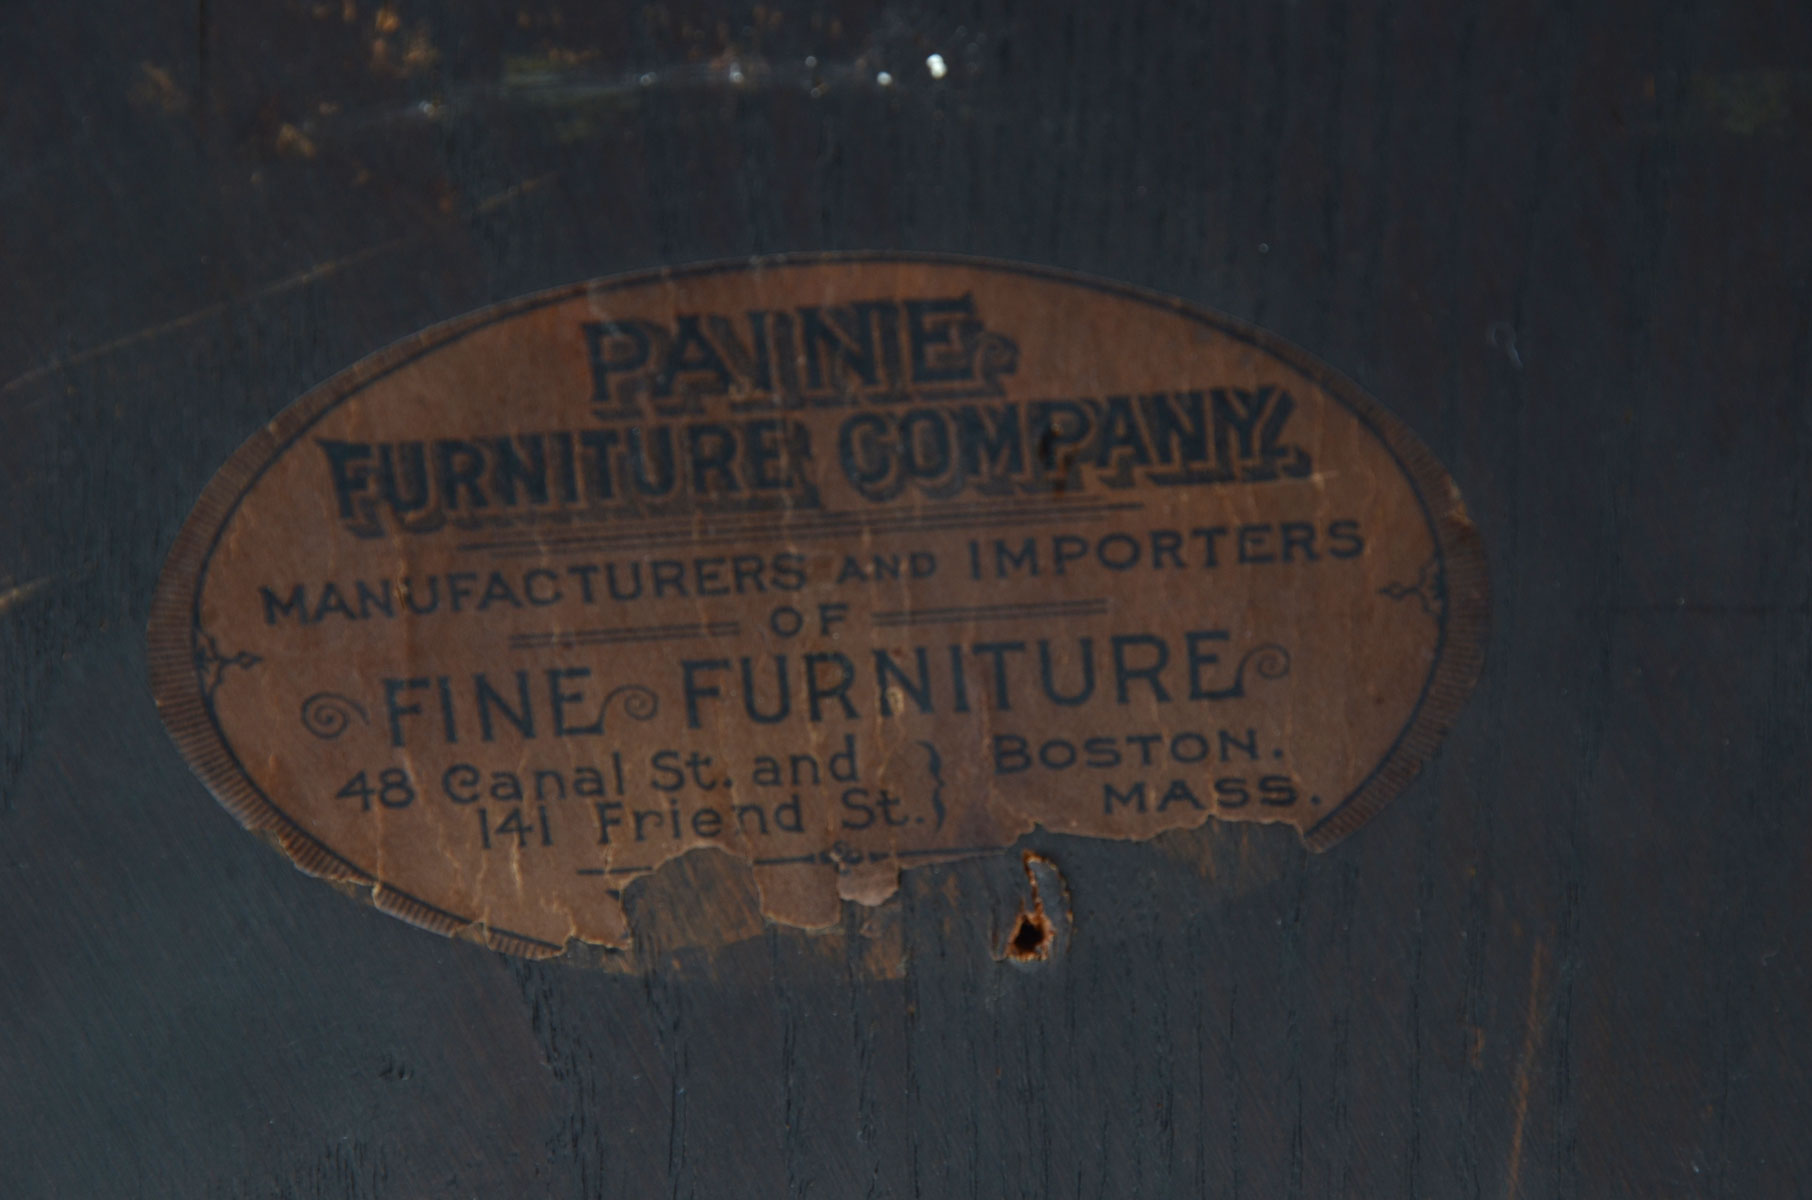 PAINE
FURNITURE COMPANY.
MANUFACTURERS AND IMPORTERS
OF
FINE FURNITURE
48 Canal St. and } BOSTON.
141 Friend St. } MASS.